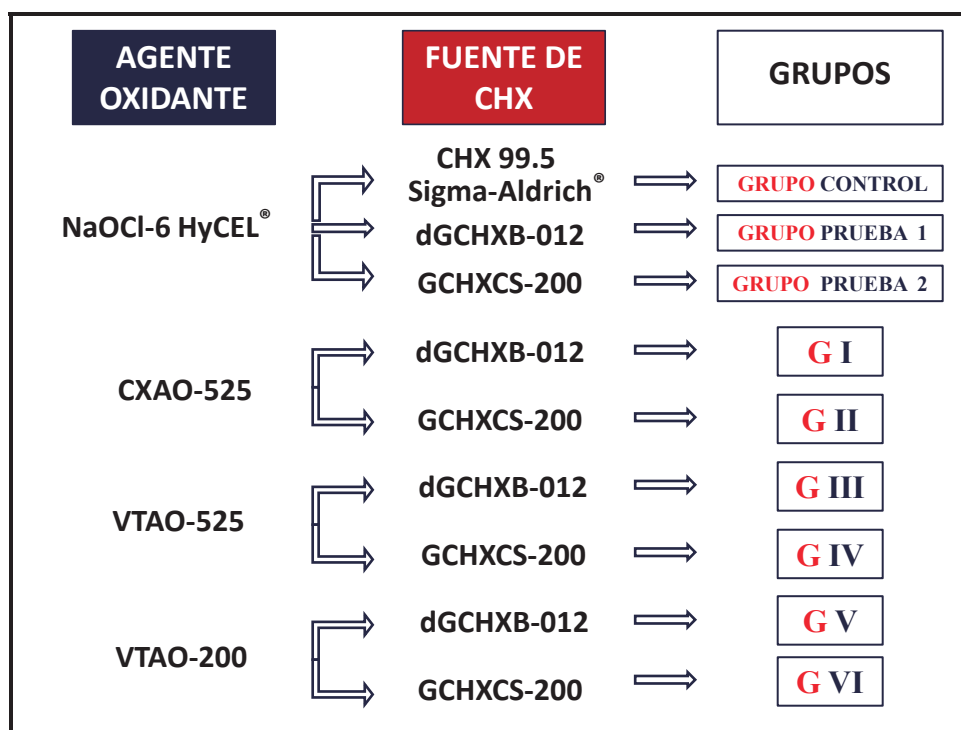 AGENTE
OXIDANTE
FUENTE DE
CHX
GRUPOS
NaOCl-6 HyCEL®
CHX 99.5
Sigma-Aldrich®
GRUPO CONTROL
dGCHXB-012
GRUPO PRUEBA 1
GCHXCS-200
GRUPO PRUEBA 2
CXAO-525
dGCHXB-012
G I
GCHXCS-200
G II
VTAO-525
dGCHXB-012
G III
GCHXCS-200
G IV
VTAO-200
dGCHXB-012
G V
GCHXCS-200
G VI